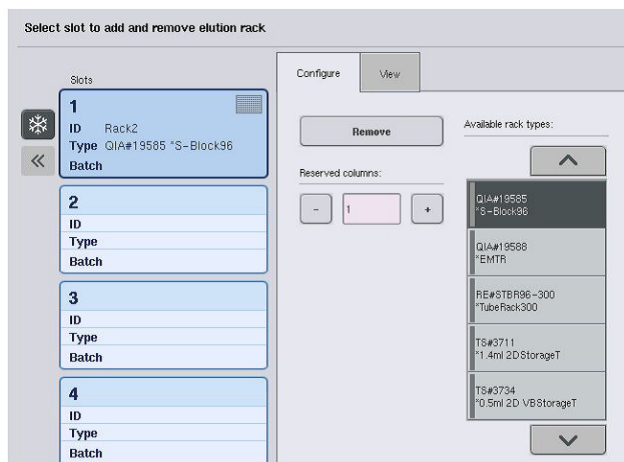 Select slot to add and remove elution rack
Slots
1
ID Rack2
Type QIA#19585 *S-Block96
Batch
2
ID
Type
Batch
3
ID
Type
Batch
4
ID
Type
Batch
Configure
View
Remove
Reserved columns:
-
1
+
Available rack types:
QIA#19585
*S-Block96
QIA#19588
*EMTR
RE#STBR96-300
*TubeRack300
TS#3711
*1.4ml 2DStorageT
TS#3734
*0.5ml 2D VBStorageT